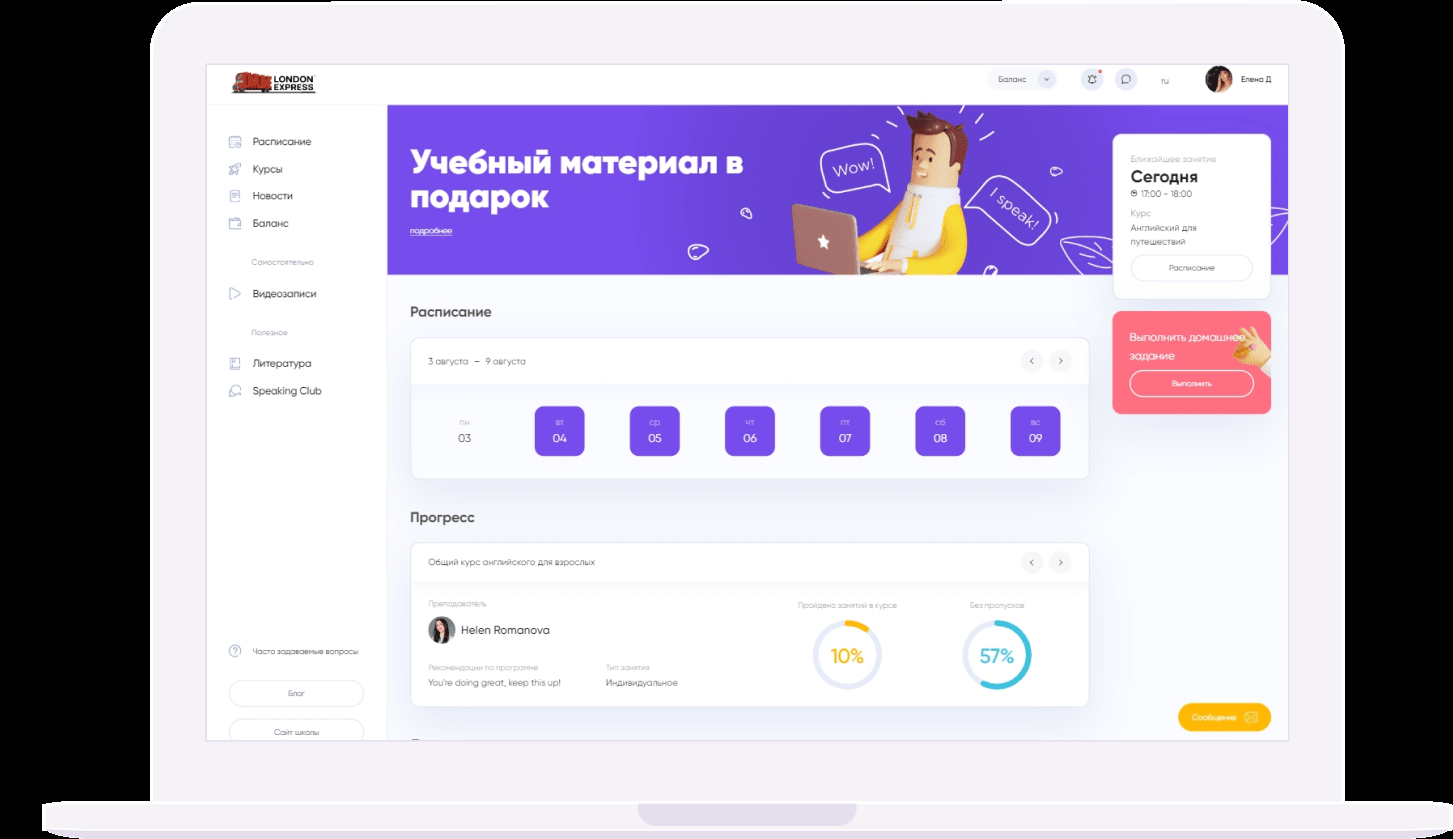 LONDON
EXPRESS
Баланс
ru
Елена Д
Расписание
Курсы
Новости
Баланс
Самостоятельно
Видеозаписи
Полезное
Литература
Speaking Club
Часто задаваемые вопросы
Блог
Сайт школы
Учебный материал в
подарок
подробнее
Wow!
I speak!
Ближайшее занятие
Сегодня
17:00 - 18:00
Курс
Английский для
путешествий
Расписание
Выполнить домашнее
задание
Выполнить
Расписание
3 августа – 9 августа
пн
03
вт
04
ср
05
чт
06
пт
07
сб
08
вс
09
Прогресс
Общий курс английского для взрослых
Преподаватель
Helen Romanova
Рекомендации по программе
You're doing great, keep this up!
Тип занятия
Индивидуальное
Пройдено занятий в курсе
10%
Без пропусков
57%
Сообщение